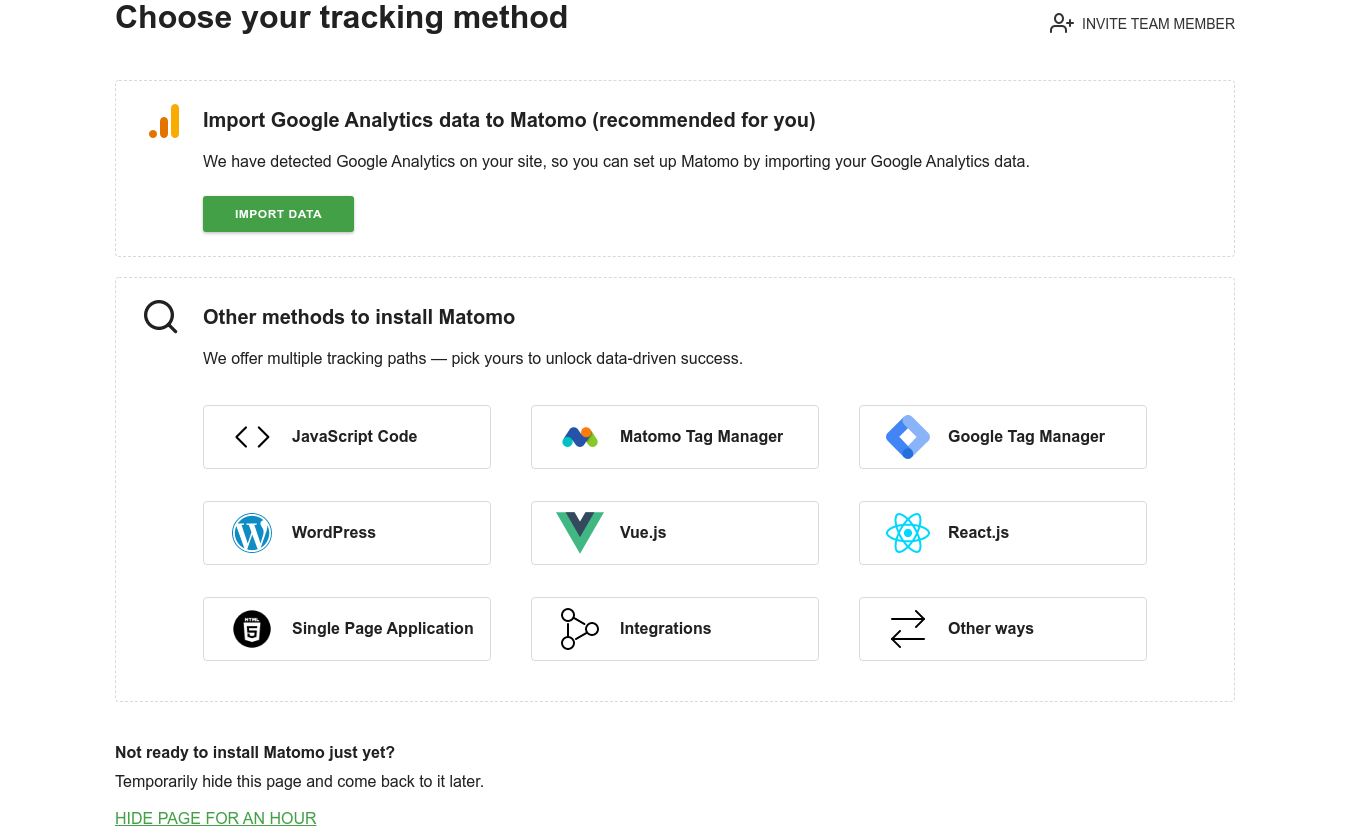 Choose your tracking method
INVITE TEAM MEMBER
Import Google Analytics data to Matomo (recommended for you)
We have detected Google Analytics on your site, so you can set up Matomo by importing your Google Analytics data.
IMPORT DATA
Other methods to install Matomo
We offer multiple tracking paths — pick yours to unlock data-driven success.
JavaScript Code
Matomo Tag Manager
Google Tag Manager
WordPress
Vue.js
React.js
HTML
5
Single Page Application
Integrations
Other ways
Not ready to install Matomo just yet?
Temporarily hide this page and come back to it later.
HIDE PAGE FOR AN HOUR